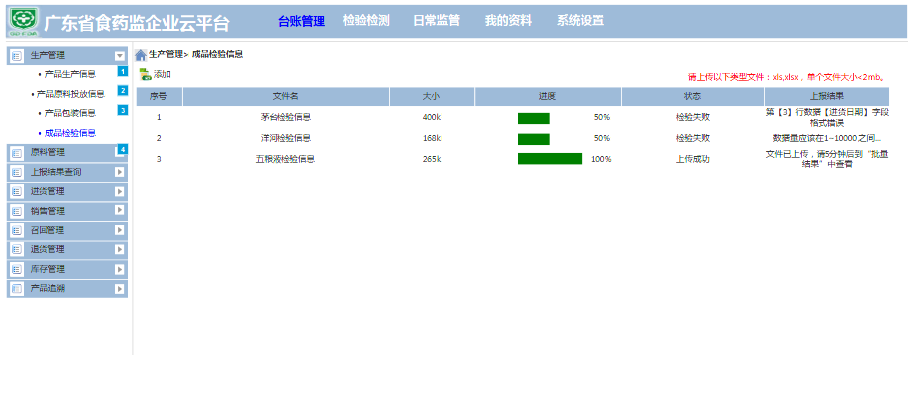 广东省食药监企业云平台
台账管理 检验检测 日常监管 我的资料 系统设置
生产管理
• 产品生产信息 1
• 产品原料投放信息 2
• 产品包装信息 3
• 成品检验信息
原料管理 4
上报结果查询
进货管理
销售管理
召回管理
退货管理
库存管理
产品追溯
生产管理> 成品检验信息
添加
请上传以下类型文件：xls,xlsx，单个文件大小<2mb。
序号 文件名 大小 进度 状态 上报结果
1 茅台检验信息 400k 50% 检验失败 第【3】行数据【进货日期】字段
格式错误
2 洋河检验信息 168k 50% 检验失败 数据量应该在1~10000之间...
3 五粮液检验信息 265k 100% 上传成功 文件已上传，请5分钟后到“批量
结果”中查看